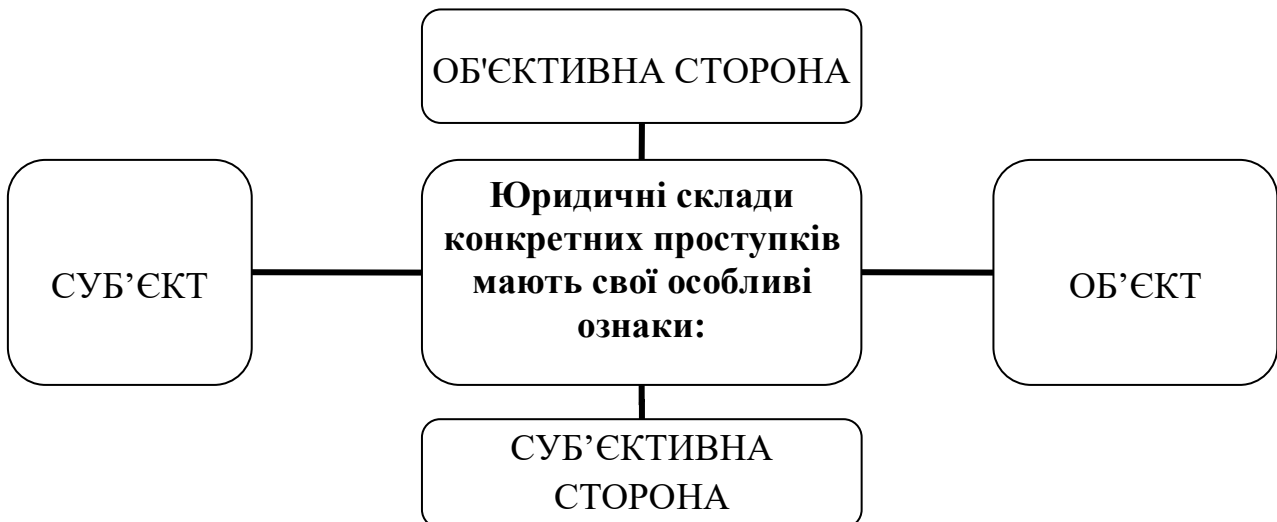 ОБ'ЄКТИВНА СТОРОНА
Юридичні склади
конкретних проступків
мають свої особливі
ознаки:
СУБ’ЄКТ
ОБ’ЄКТ
СУБ’ЄКТИВНА
СТОРОНА